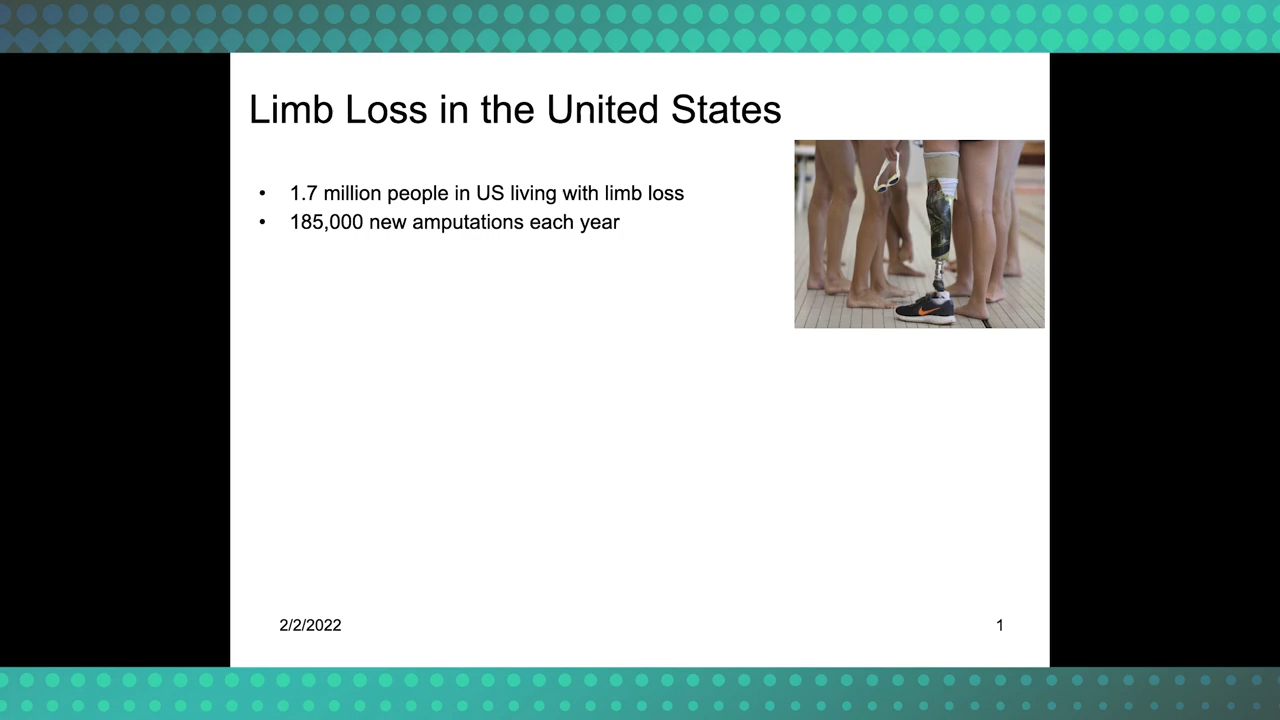 Limb Loss in the United States
• 1.7 million people in US living with limb loss
• 185,000 new amputations each year
2/2/2022
1